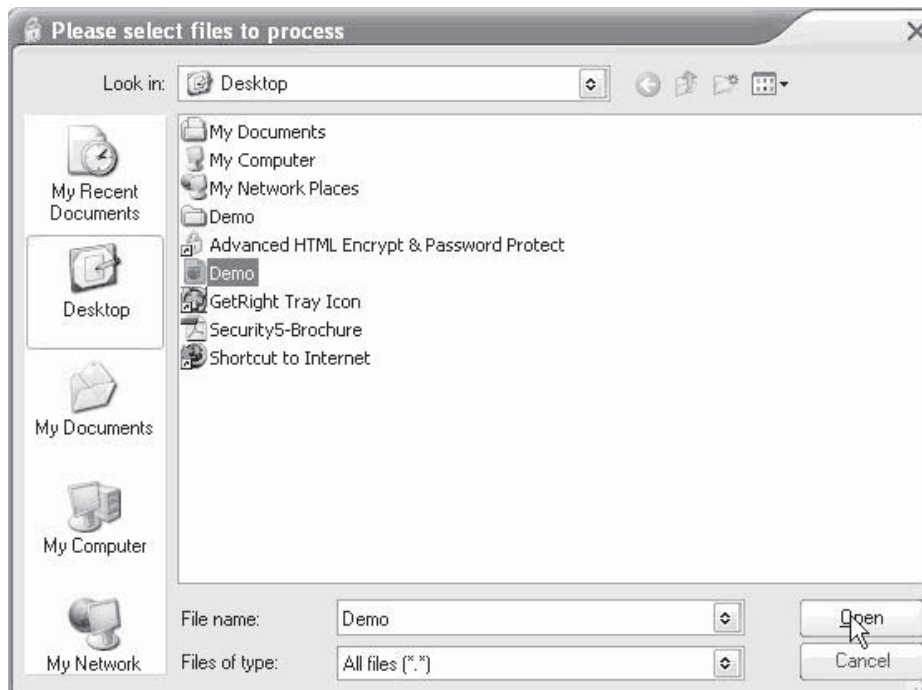 Please select files to process
Look in: Desktop
My Recent
Documents
Desktop
My Documents
My Computer
My Network
My Documents
My Computer
My Network Places
Demo
Advanced HTML Encrypt & Password Protect
Demo
GetRight Tray Icon
Security5-Brochure
Shortcut to Internet
File name: Demo Open
Files of type: All files (*.*) Cancel